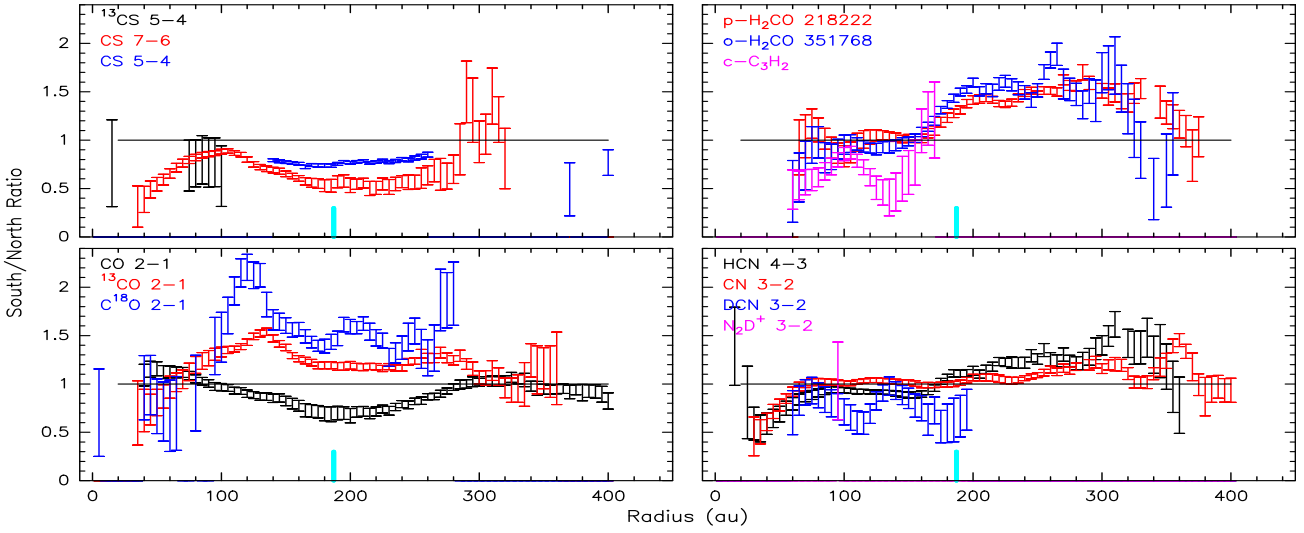 South/North Ratio
2
1.5
1
0.5
0
¹³CS 5−4
CS 7−6
CS 5−4
p−H₂CO 218222
o−H₂CO 351768
c−C₃H₂
2
1.5
1
0.5
0
CO 2−1
¹³CO 2−1
C¹⁸O 2−1
HCN 4−3
CN 3−2
DCN 3−2
N₂D⁺ 3−2
0 100 200 300 400
0 100 200 300 400
Radius (au)